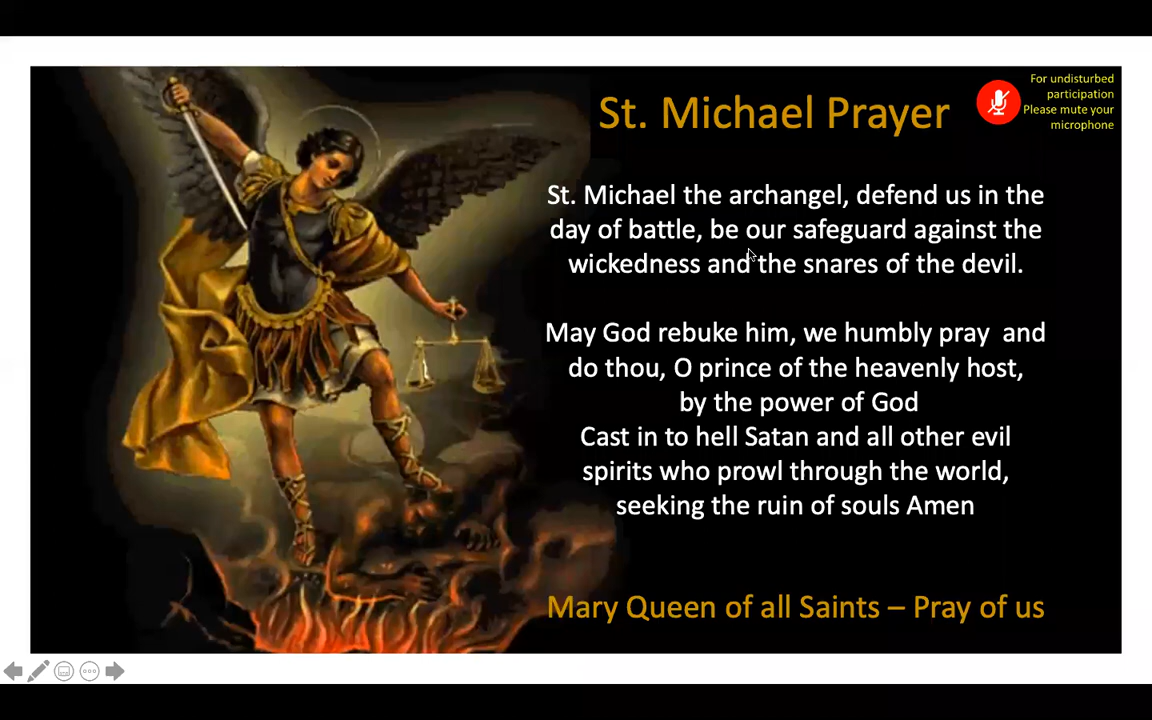 St. Michael Prayer
For undisturbed
participation
Please mute your
microphone
St. Michael the archangel, defend us in the
day of battle, be our safeguard against the
wickedness and the snares of the devil.
May God rebuke him, we humbly pray and
do thou, O prince of the heavenly host,
by the power of God
Cast in to hell Satan and all other evil
spirits who prowl through the world,
seeking the ruin of souls Amen
Mary Queen of all Saints – Pray of us